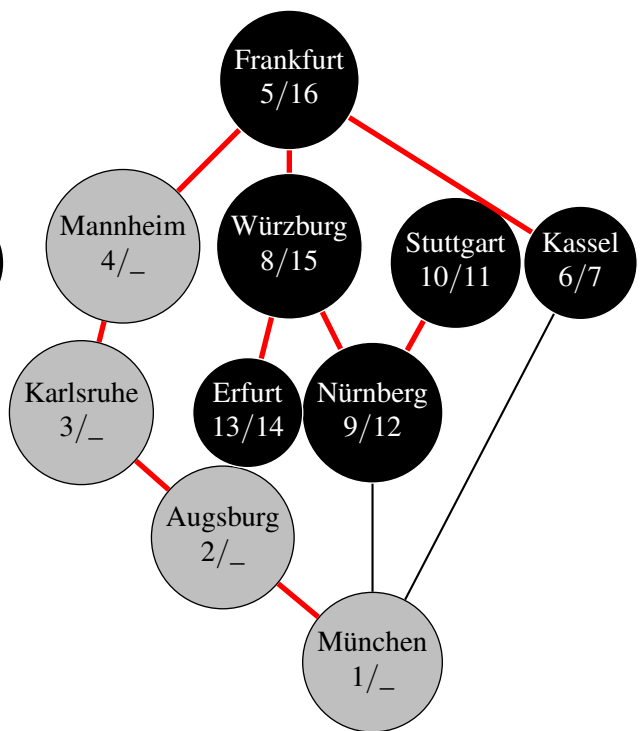 Frankfurt
5/16
Mannheim
4/_
Würzburg
8/15
Stuttgart
10/11
Kassel
6/7
Karlsruhe
3/_
Erfurt
13/14
Nürnberg
9/12
Augsburg
2/_
München
1/_